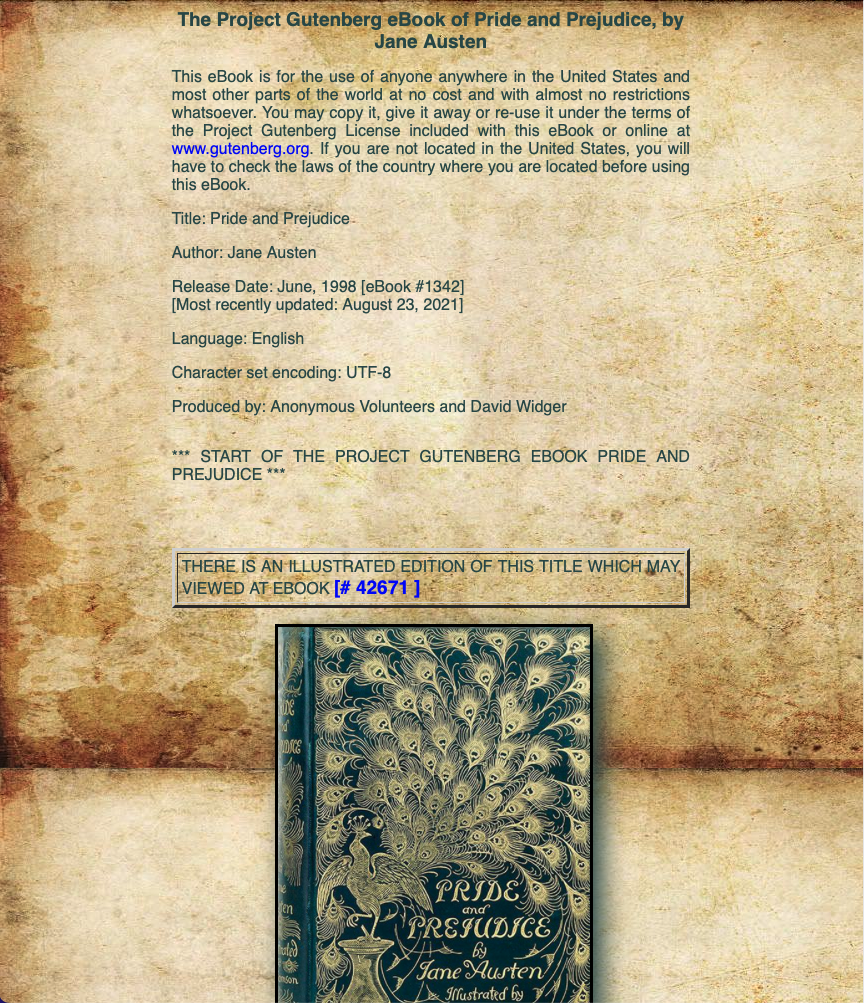 The Project Gutenberg eBook of Pride and Prejudice, by
Jane Austen
This eBook is for the use of anyone anywhere in the United States and
most other parts of the world at no cost and with almost no restrictions
whatsoever. You may copy it, give it away or re-use it under the terms of
the Project Gutenberg License included with this eBook or online at
www.gutenberg.org. If you are not located in the United States, you will
have to check the laws of the country where you are located before using
this eBook.
Title: Pride and Prejudice
Author: Jane Austen
Release Date: June, 1998 [eBook #1342]
[Most recently updated: August 23, 2021]
Language: English
Character set encoding: UTF-8
Produced by: Anonymous Volunteers and David Widger
*** START OF THE PROJECT GUTENBERG EBOOK PRIDE AND
PREJUDICE ***
THERE IS AN ILLUSTRATED EDITION OF THIS TITLE WHICH MAY
VIEWED AT EBOOK [# 42671 ]
PRIDE
and
PREJUDICE
by
Jane Austen
Illustrated by